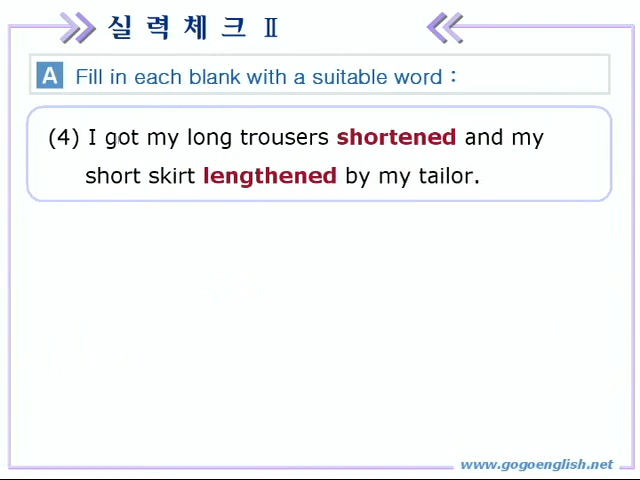 실 력 체 크 Ⅱ
A Fill in each blank with a suitable word :
(4) I got my long trousers shortened and my
short skirt lengthened by my tailor.
www.gogoenglish.net